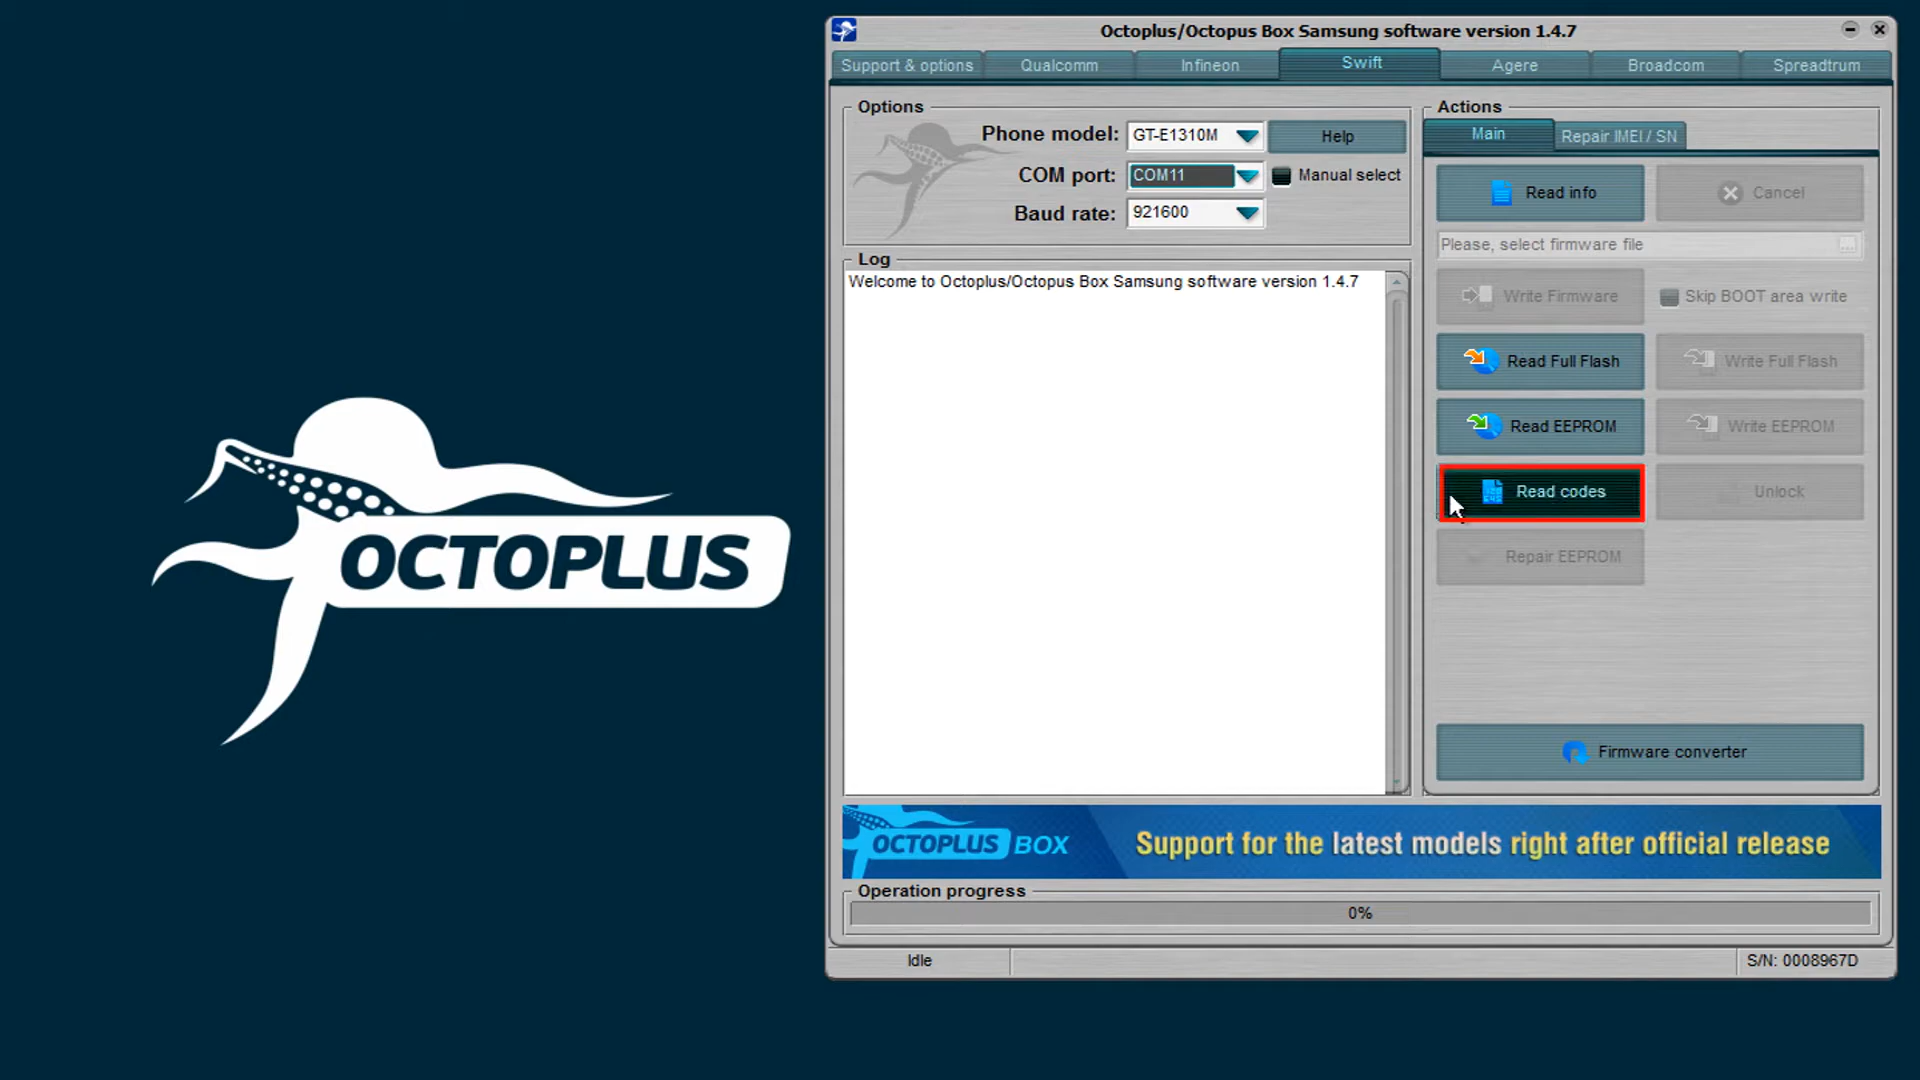 Octoplus/Octopus Box Samsung software version 1.4.7
Support & options
Qualcomm
Infineon
Swift
Agere
Broadcom
Spreadtrum
Options
Phone model:
GT-E1310M
Help
COM port:
COM11
Manual select
Baud rate:
921600
Log
Welcome to Octoplus/Octopus Box Samsung software version 1.4.7
Actions
Main
Repair IMEI / SN
Read info
Cancel
Please, select firmware file
...
Write Firmware
Skip BOOT area write
Read Full Flash
Write Full Flash
Read EEPROM
Write EEPROM
Read codes
Unlock
Repair EEPROM
Firmware converter
OCTOPLUS
OCTOPLUS BOX
Support for the latest models right after official release
Operation progress
0%
Idle
S/N: 0008967D